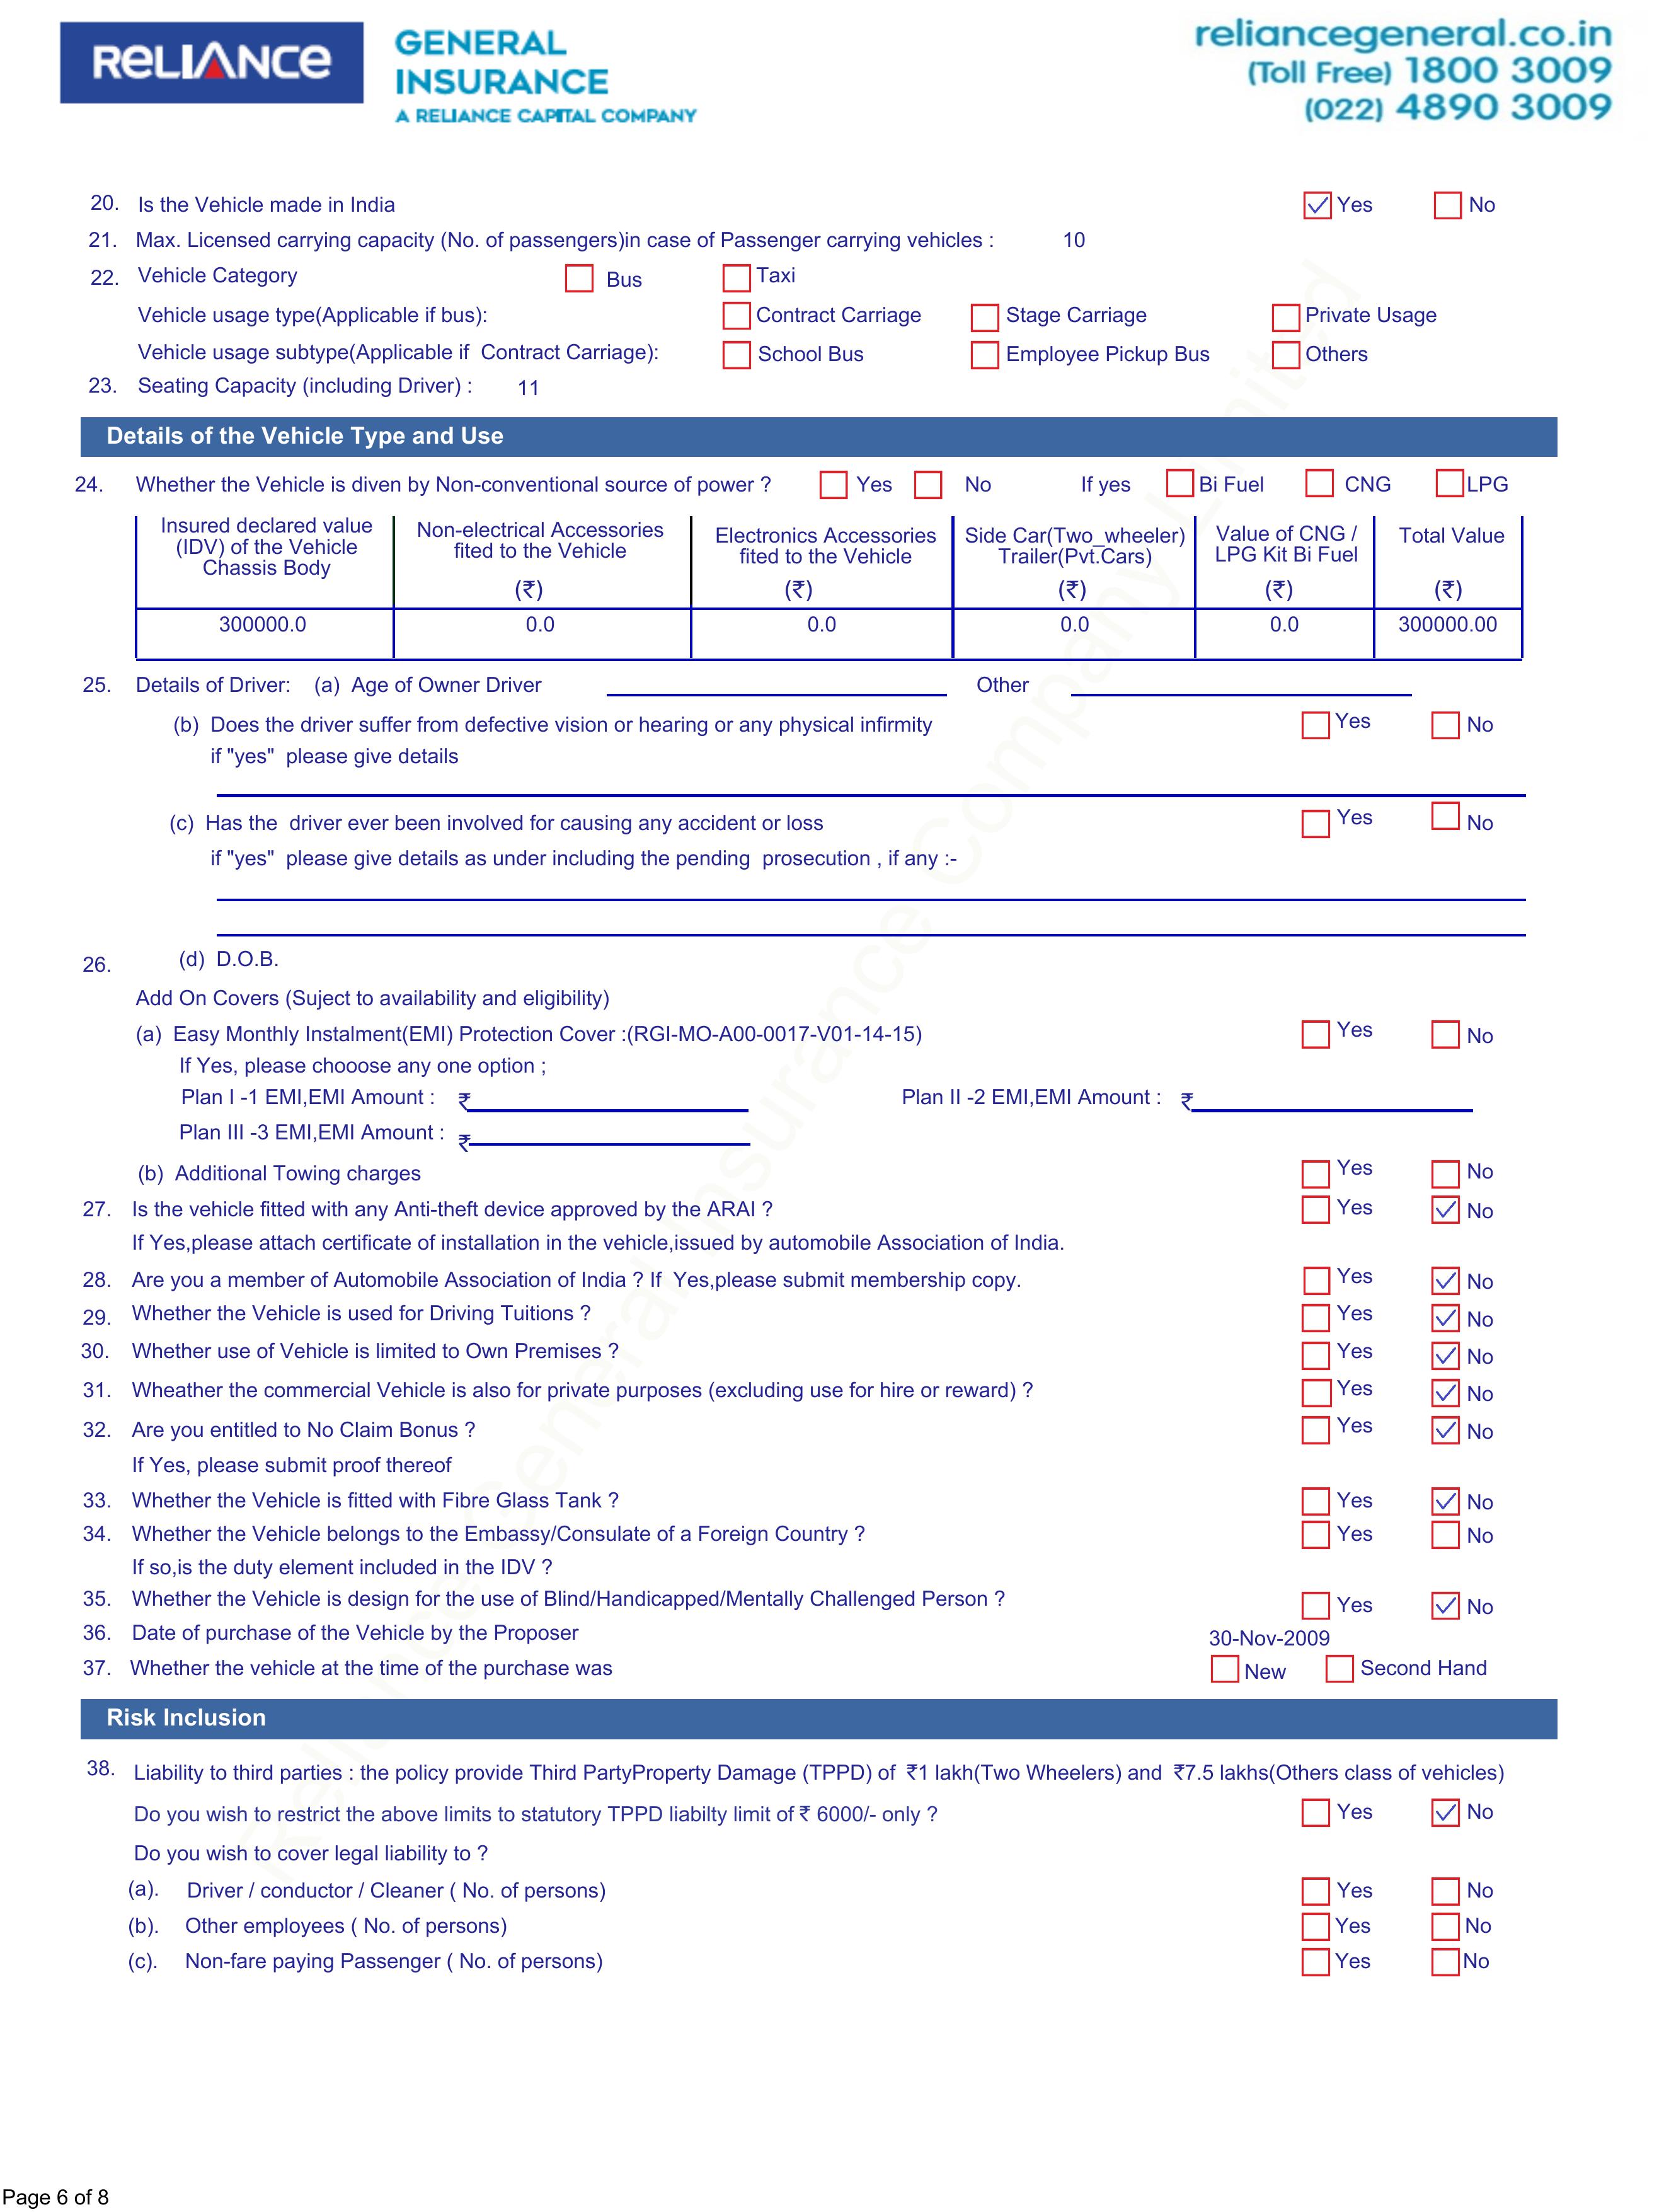 RELIANCE
GENERAL
INSURANCE
A RELIANCE CAPITAL COMPANY
reliancegeneral.co.in
(Toll Free) 1800 3009
(022) 4890 3009
20. Is the Vehicle made in India Yes No
21. Max. Licensed carrying capacity (No. of passengers)in case of Passenger carrying vehicles : 10
22. Vehicle Category Bus Taxi
Vehicle usage type(Applicable if bus): Contract Carriage Stage Carriage Private Usage
Vehicle usage subtype(Applicable if Contract Carriage): School Bus Employee Pickup Bus Others
23. Seating Capacity (including Driver) : 11
Details of the Vehicle Type and Use
24. Whether the Vehicle is diven by Non-conventional source of power ? Yes No If yes Bi Fuel CNG LPG
Insured declared value
(IDV) of the Vehicle
Chassis Body
Non-electrical Accessories
fited to the Vehicle
(₹)
Electronics Accessories
fited to the Vehicle
(₹)
Side Car(Two_wheeler)
Trailer(Pvt.Cars)
(₹)
Value of CNG /
LPG Kit Bi Fuel
(₹)
Total Value
(₹)
300000.0 0.0 0.0 0.0 0.0 300000.00
25. Details of Driver: (a) Age of Owner Driver Other
(b) Does the driver suffer from defective vision or hearing or any physical infirmity Yes No
if "yes" please give details
(c) Has the driver ever been involved for causing any accident or loss Yes No
if "yes" please give details as under including the pending prosecution , if any :-
26. (d) D.O.B.
Add On Covers (Suject to availability and eligibility)
(a) Easy Monthly Instalment(EMI) Protection Cover :(RGI-MO-A00-0017-V01-14-15) Yes No
If Yes, please chooose any one option ;
Plan I -1 EMI,EMI Amount : ₹ Plan II -2 EMI,EMI Amount : ₹
Plan III -3 EMI,EMI Amount : ₹
(b) Additional Towing charges Yes No
27. Is the vehicle fitted with any Anti-theft device approved by the ARAI ? Yes No
If Yes,please attach certificate of installation in the vehicle,issued by automobile Association of India.
28. Are you a member of Automobile Association of India ? If Yes,please submit membership copy. Yes No
29. Whether the Vehicle is used for Driving Tuitions ? Yes No
30. Whether use of Vehicle is limited to Own Premises ? Yes No
31. Wheather the commercial Vehicle is also for private purposes (excluding use for hire or reward) ? Yes No
32. Are you entitled to No Claim Bonus ? Yes No
If Yes, please submit proof thereof
33. Whether the Vehicle is fitted with Fibre Glass Tank ? Yes No
34. Whether the Vehicle belongs to the Embassy/Consulate of a Foreign Country ? Yes No
If so,is the duty element included in the IDV ?
35. Whether the Vehicle is design for the use of Blind/Handicapped/Mentally Challenged Person ? Yes No
36. Date of purchase of the Vehicle by the Proposer 30-Nov-2009
37. Whether the vehicle at the time of the purchase was New Second Hand
Risk Inclusion
38. Liability to third parties : the policy provide Third PartyProperty Damage (TPPD) of ₹1 lakh(Two Wheelers) and ₹7.5 lakhs(Others class of vehicles)
Do you wish to restrict the above limits to statutory TPPD liabilty limit of ₹ 6000/- only ? Yes No
Do you wish to cover legal liability to ?
(a). Driver / conductor / Cleaner ( No. of persons) Yes No
(b). Other employees ( No. of persons) Yes No
(c). Non-fare paying Passenger ( No. of persons) Yes No
Reliance General Insurance Company Limited
Page 6 of 8